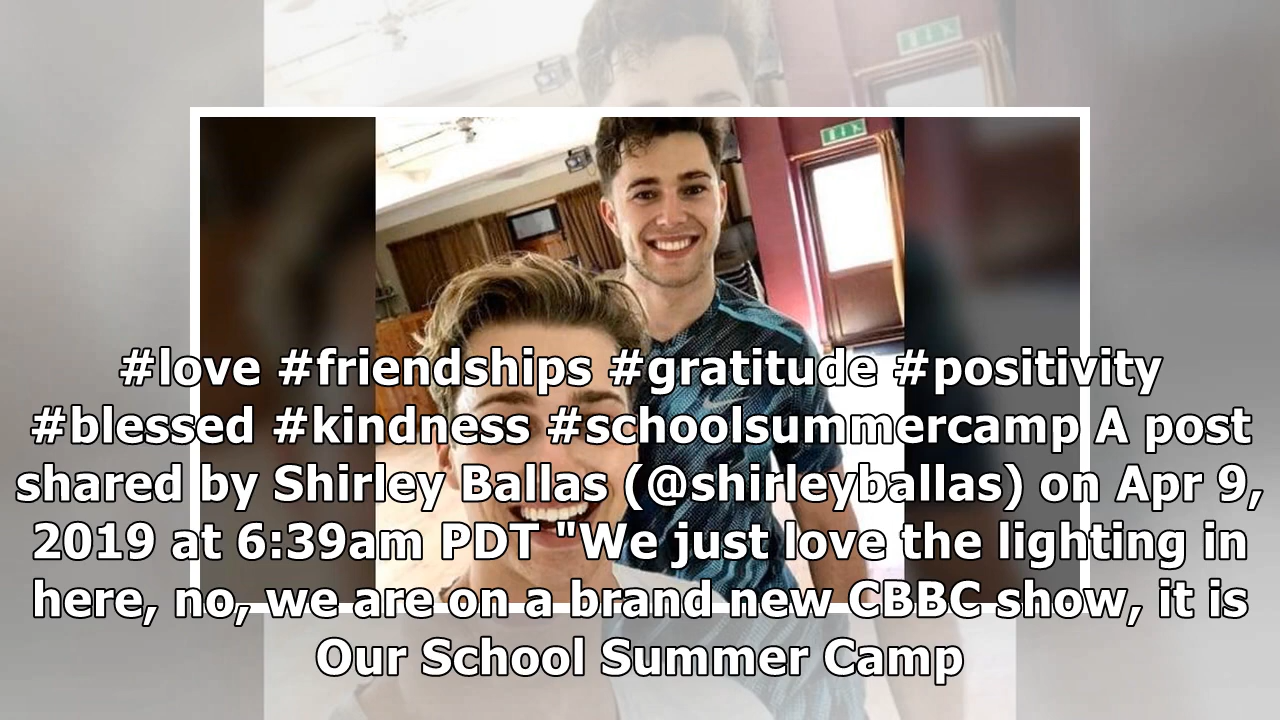 #love #friendships #gratitude #positivity
#blessed #kindness #schoolsummercamp A post
shared by Shirley Ballas (@shirleyballas) on Apr 9,
2019 at 6:39am PDT "We just love the lighting in
here, no, we are on a brand new CBBC show, it is
Our School Summer Camp